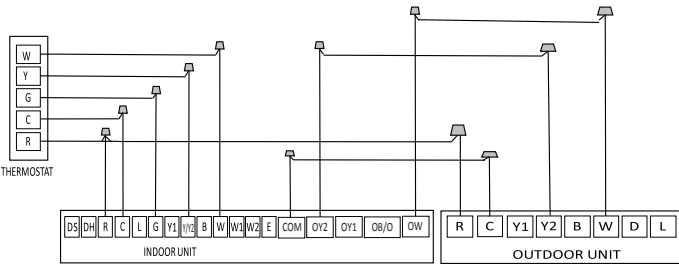 W
Y
G
C
R
THERMOSTAT
DS DH R C L G Y1 Y/Y2 B W W1 W2 E COM OY2 OY1 OB/O OW
INDOOR UNIT
R C Y1 Y2 B W D L
OUTDOOR UNIT